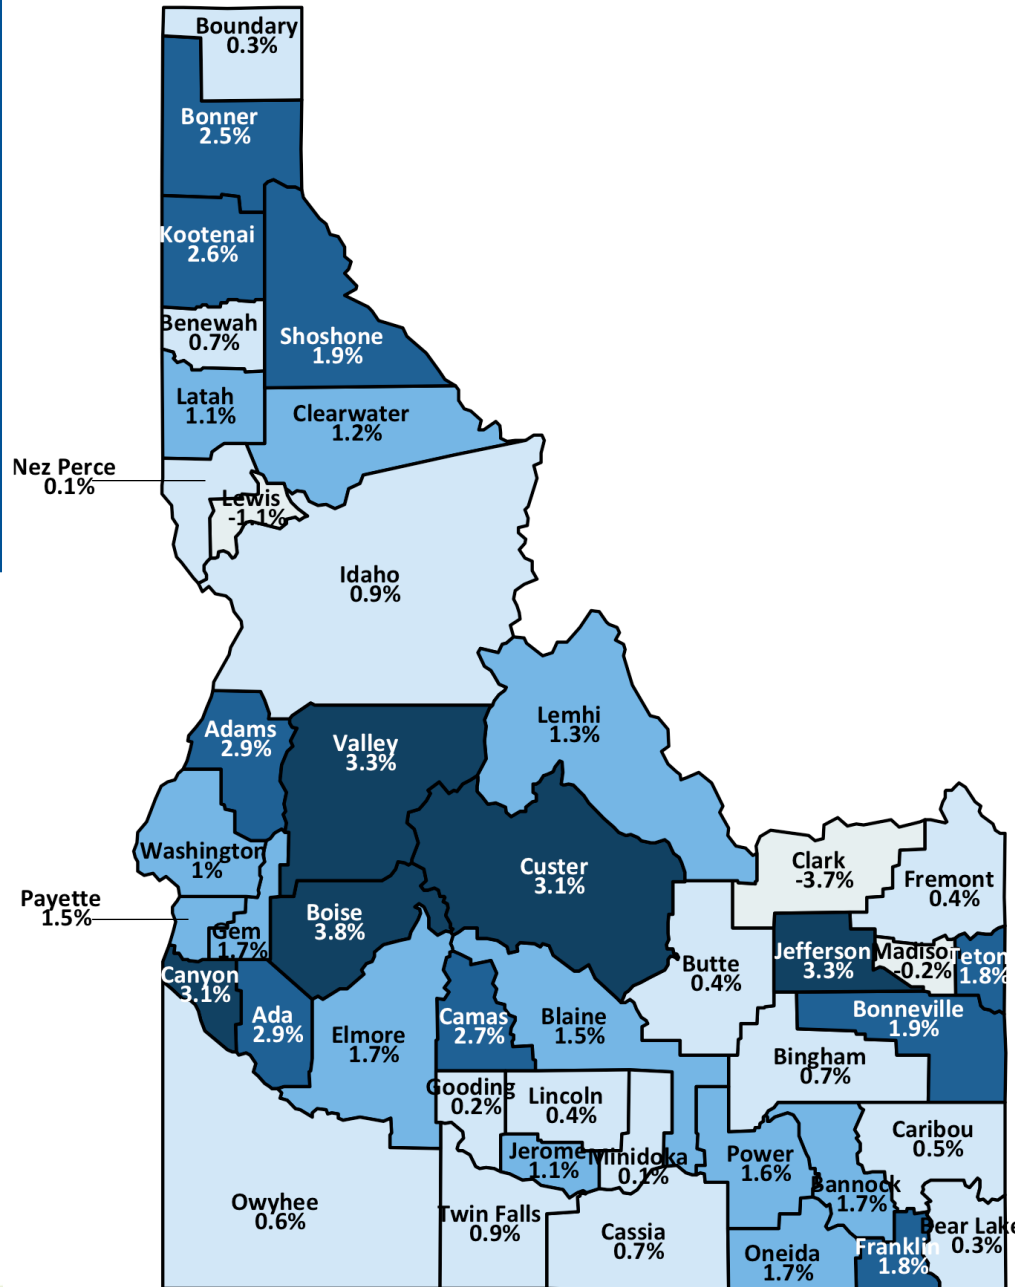 Boundary
0.3%
Bonner
2.5%
Kootenai
2.6%
Benewah
0.7%
Shoshone
1.9%
Latah
1.1%
Clearwater
1.2%
Nez Perce
0.1%
Lewis
-1.1%
Idaho
0.9%
Adams
2.9%
Valley
3.3%
Lemhi
1.3%
Washington
1%
Custer
3.1%
Clark
-3.7%
Fremont
0.4%
Payette
1.5%
Gem
1.7%
Boise
3.8%
Butte
0.4%
Jefferson
3.3%
Madison
-0.2%
Teton
1.8%
Canyon
3.1%
Ada
2.9%
Elmore
1.7%
Camas
2.7%
Blaine
1.5%
Bonneville
1.9%
Bingham
0.7%
Gooding
0.2%
Lincoln
0.4%
Jerome
1.1%
Minidoka
0.1%
Power
1.6%
Bannock
1.7%
Caribou
0.5%
Owyhee
0.6%
Twin Falls
0.9%
Cassia
0.7%
Oneida
1.7%
Franklin
1.8%
Bear Lake
0.3%